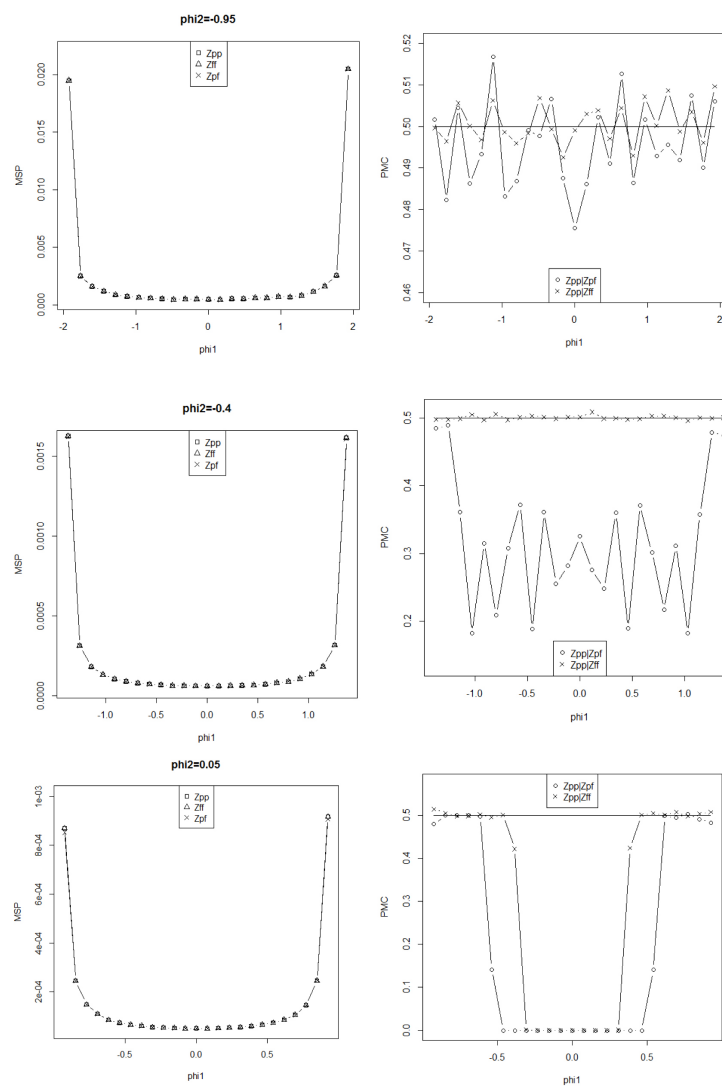 phi2=-0.95
Zpp
Zff
Zpf
MSP
0.020
0.015
0.010
0.005
0.000
-2
-1
0
1
2
phi1
0.52
0.51
0.50
0.49
0.48
0.47
0.46
PMC
Zpp|Zpf
Zpp|Zff
-2
-1
0
1
2
phi1
phi2=-0.4
Zpp
Zff
Zpf
MSP
0.0015
0.0010
0.0005
0.0000
-1.0
-0.5
0.0
0.5
1.0
phi1
0.5
0.4
0.3
0.2
PMC
Zpp|Zpf
Zpp|Zff
-1.0
-0.5
0.0
0.5
1.0
phi1
phi2=0.05
Zpp
Zff
Zpf
MSP
1e-03
8e-04
6e-04
4e-04
2e-04
-0.5
0.0
0.5
phi1
Zpp|Zpf
Zpp|Zff
PMC
0.5
0.4
0.3
0.2
0.1
0.0
-0.5
0.0
0.5
phi1